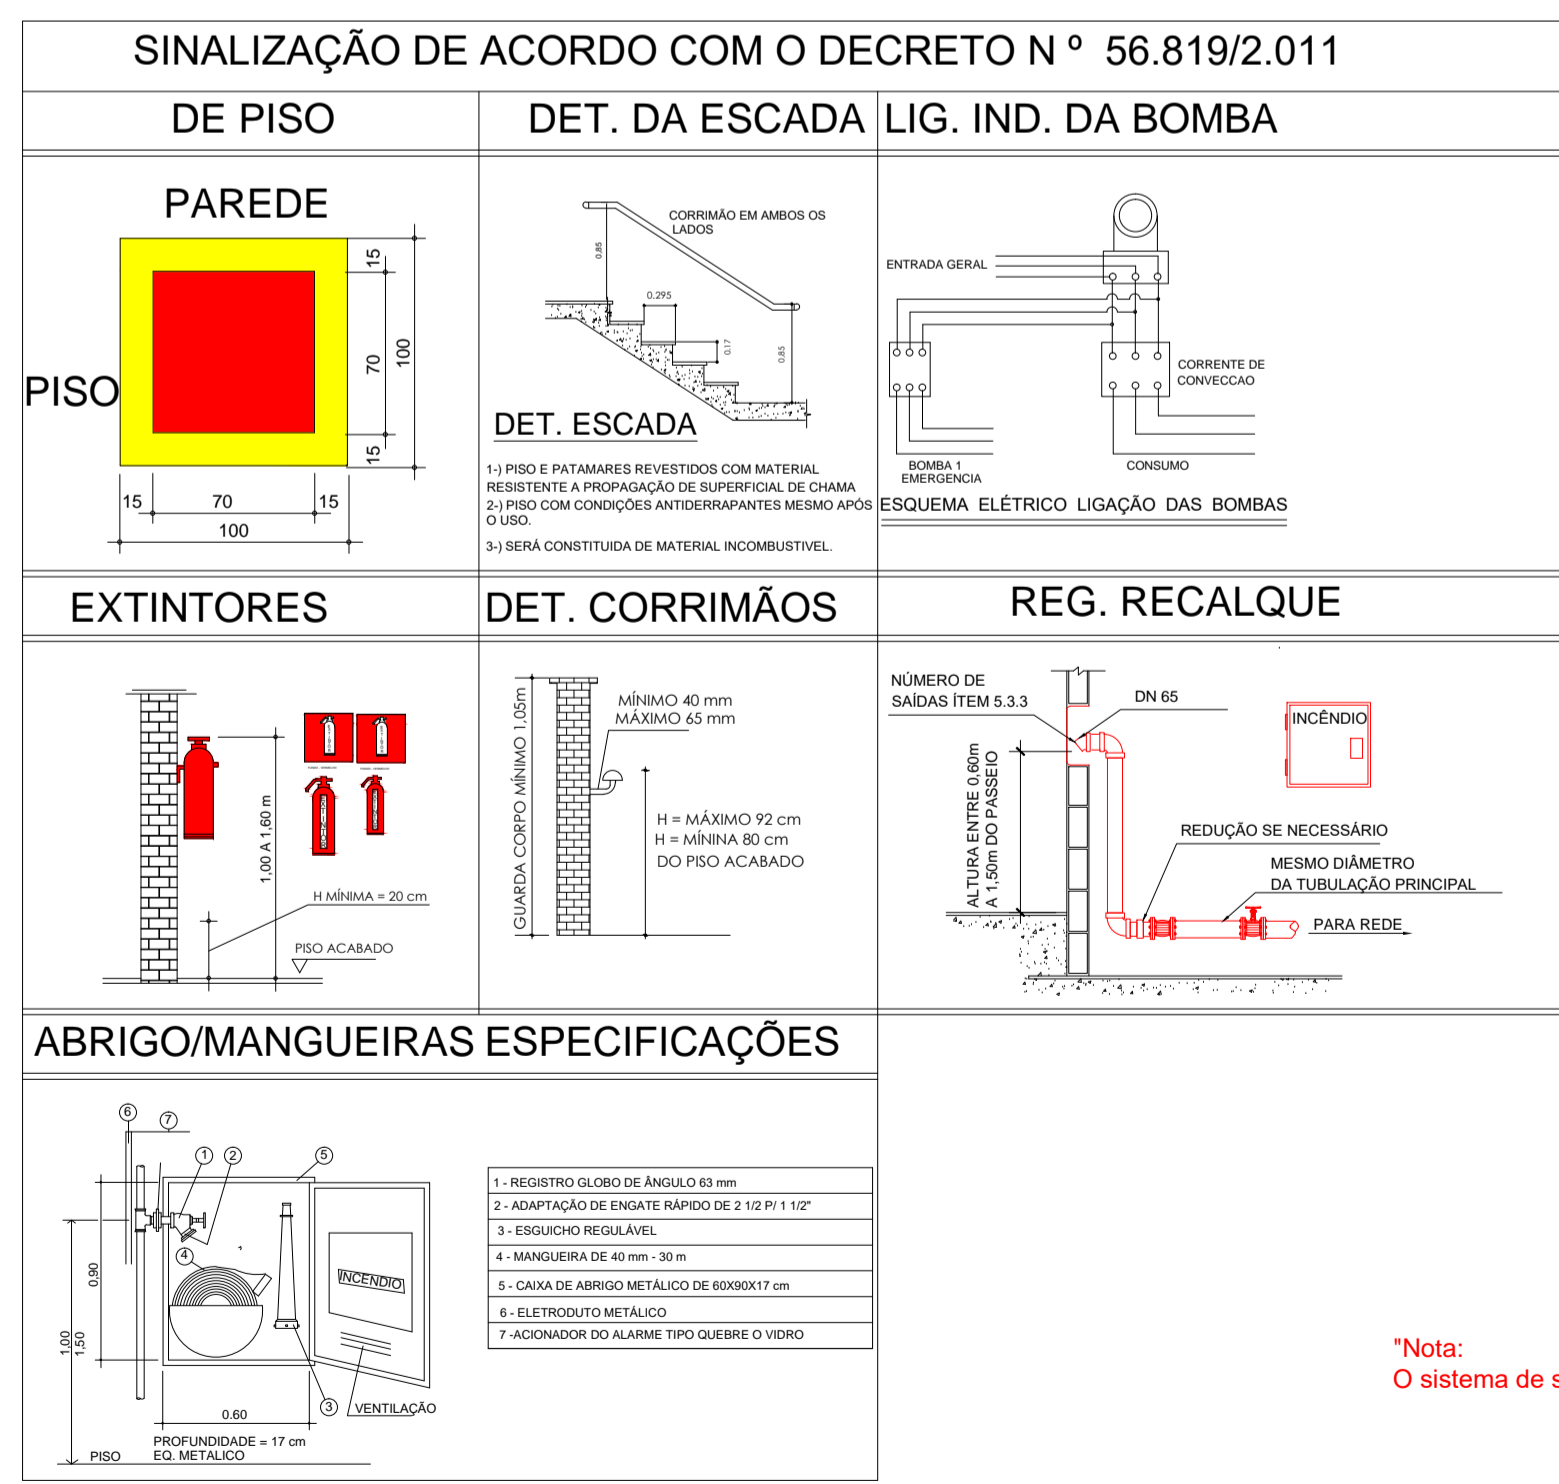 SINALIZAÇÃO DE ACORDO COM O DECRETO N º 56.819/2.011
DE PISO
DET. DA ESCADA
LIG. IND. DA BOMBA
PAREDE
PISO
15
70
100
15
15
70
15
100
CORRIMÃO EM AMBOS OS
LADOS
0,85
0.295
0.17
0,85
DET. ESCADA
1-) PISO E PATAMARES REVESTIDOS COM MATERIAL
RESISTENTE A PROPAGAÇÃO DE SUPERFICIAL DE CHAMA
2-) PISO COM CONDIÇÕES ANTIDERRAPANTES MESMO APÓS
O USO.
3-) SERÁ CONSTITUIDA DE MATERIAL INCOMBUSTIVEL.
ENTRADA GERAL
CORRENTE DE
CONVECCAO
BOMBA 1
EMERGENCIA
CONSUMO
ESQUEMA ELÉTRICO LIGAÇÃO DAS BOMBAS
EXTINTORES
DET. CORRIMÃOS
REG. RECALQUE
EXTINTOR
EXTINTOR
EXTINTOR
EXTINTOR
1,00 A 1,60 m
H MÍNIMA = 20 cm
PISO ACABADO
GUARDA CORPO MÍNIMO 1,05m
MÍNIMO 40 mm
MÁXIMO 65 mm
H = MÁXIMO 92 cm
H = MÍNINA 80 cm
DO PISO ACABADO
NÚMERO DE
SAÍDAS ÍTEM 5.3.3
DN 65
INCÊNDIO
ALTURA ENTRE 0,60m
A 1,50m DO PASSEIO
REDUÇÃO SE NECESSÁRIO
MESMO DIÂMETRO
DA TUBULAÇÃO PRINCIPAL
PARA REDE
ABRIGO/MANGUEIRAS ESPECIFICAÇÕES
6
7
1
2
5
4
3
0,90
1,00
1,50
INCENDIO
0.60
VENTILAÇÃO
PROFUNDIDADE = 17 cm
EQ. METALICO
PISO
1 - REGISTRO GLOBO DE ÂNGULO 63 mm
2 - ADAPTAÇÃO DE ENGATE RÁPIDO DE 2 1/2 P/ 1 1/2"
3 - ESGUICHO REGULÁVEL
4 - MANGUEIRA DE 40 mm - 30 m
5 - CAIXA DE ABRIGO METÁLICO DE 60X90X17 cm
6 - ELETRODUTO METÁLICO
7 -ACIONADOR DO ALARME TIPO QUEBRE O VIDRO
"Nota:
O sistema de s